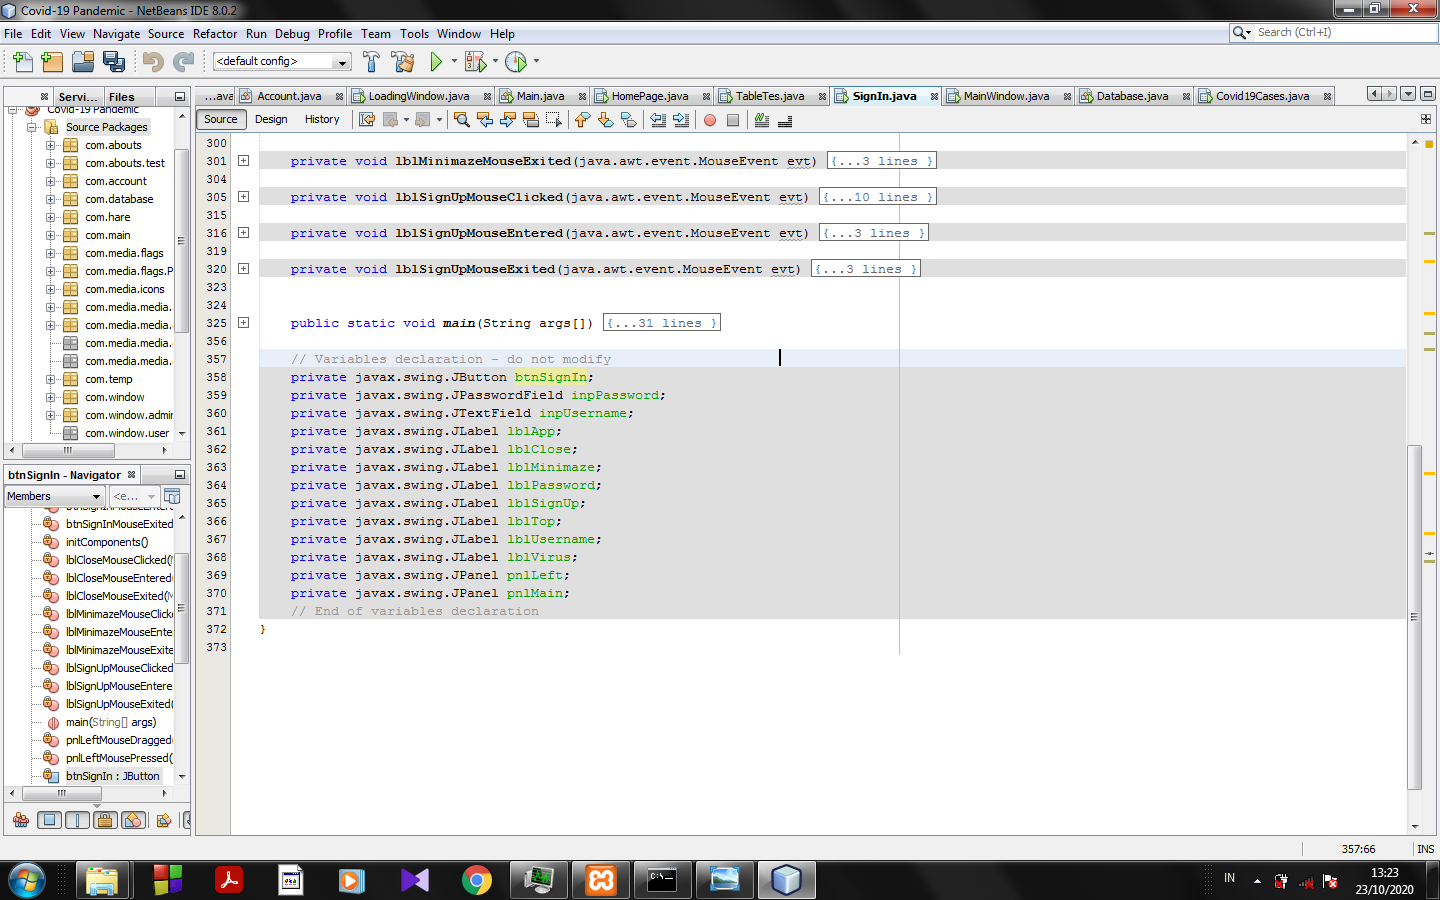 Covid-19 Pandemic - NetBeans IDE 8.0.2
File Edit View Navigate Source Refactor Run Debug Profile Team Tools Window Help
Search (Ctrl+I)
<default config>
Servi... Files
...ava Account.java LoadingWindow.java Main.java HomePage.java TableTes.java SignIn.java MainWindow.java Database.java Covid19Cases.java
Source Design History
Covid-19 Pandemic
Source Packages
com.abouts
com.abouts.test
com.account
com.database
com.hare
com.main
com.media.flags
com.media.flags.P
com.media.icons
com.media.media.
com.media.media.
com.media.media.
com.media.media.
com.temp
com.window
com.window.admin
com.window.user
btnSignIn - Navigator
Members <e...
btnSignInMouseEntere
btnSignInMouseExited
initComponents()
lblCloseMouseClicked(
lblCloseMouseEntered(
lblCloseMouseExited(M
lblMinimazeMouseClick
lblMinimazeMouseEnter
lblMinimazeMouseExite
lblSignUpMouseClicked
lblSignUpMouseEntere
lblSignUpMouseExited(
main(String[] args)
pnlLeftMouseDragged(
pnlLeftMousePressed(
btnSignIn : JButton
300
301 private void lblMinimazeMouseExited(java.awt.event.MouseEvent evt) {...3 lines }
304
305 private void lblSignUpMouseClicked(java.awt.event.MouseEvent evt) {...10 lines }
315
316 private void lblSignUpMouseEntered(java.awt.event.MouseEvent evt) {...3 lines }
319
320 private void lblSignUpMouseExited(java.awt.event.MouseEvent evt) {...3 lines }
323
324
325 public static void main(String args[]) {...31 lines }
356
357 // Variables declaration - do not modify
358 private javax.swing.JButton btnSignIn;
359 private javax.swing.JPasswordField inpPassword;
360 private javax.swing.JTextField inpUsername;
361 private javax.swing.JLabel lblApp;
362 private javax.swing.JLabel lblClose;
363 private javax.swing.JLabel lblMinimaze;
364 private javax.swing.JLabel lblPassword;
365 private javax.swing.JLabel lblSignUp;
366 private javax.swing.JLabel lblTop;
367 private javax.swing.JLabel lblUsername;
368 private javax.swing.JLabel lblVirus;
369 private javax.swing.JPanel pnlLeft;
370 private javax.swing.JPanel pnlMain;
371 // End of variables declaration
372 }
373
357:66 INS
IN
13:23
23/10/2020